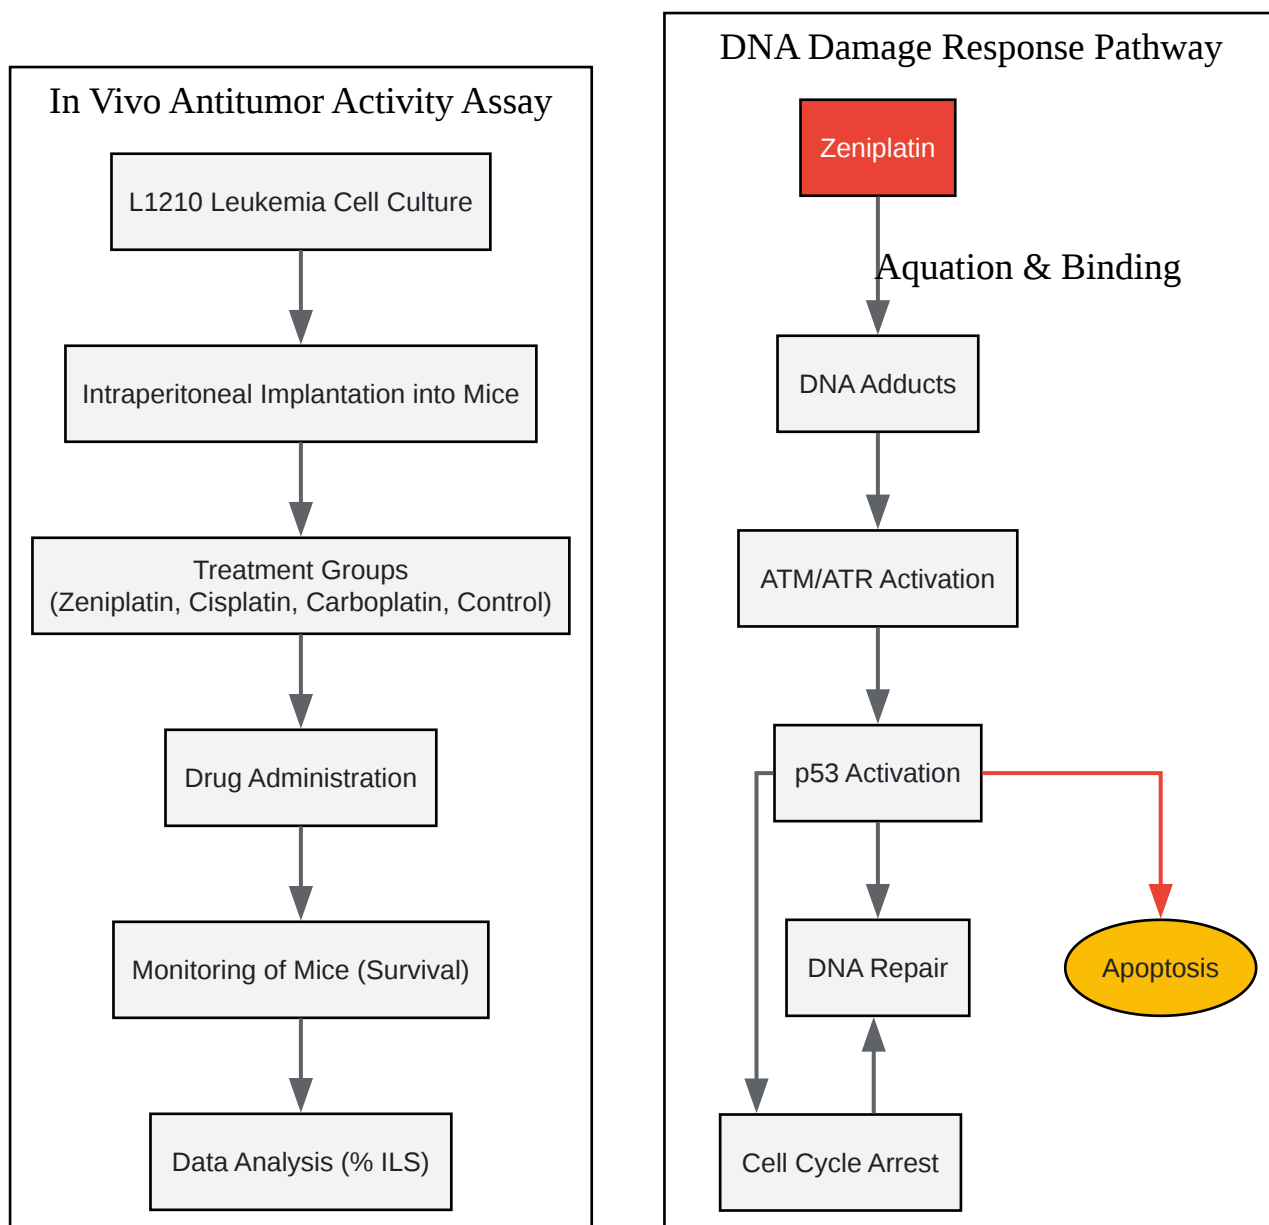 In Vivo Antitumor Activity Assay
L1210 Leukemia Cell Culture
Intraperitoneal Implantation into Mice
Treatment Groups
(Zeniplatin, Cisplatin, Carboplatin, Control)
Drug Administration
Monitoring of Mice (Survival)
Data Analysis (% ILS)
DNA Damage Response Pathway
Zeniplatin
Aquation & Binding
DNA Adducts
ATM/ATR Activation
p53 Activation
DNA Repair
Apoptosis
Cell Cycle Arrest